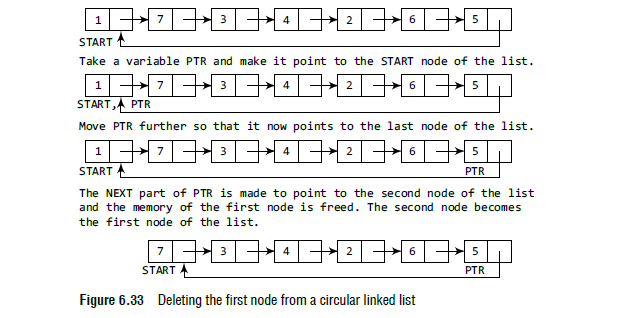 1 7 3 4 2 6 5
START
Take a variable PTR and make it point to the START node of the list.
1 7 3 4 2 6 5
START, PTR
Move PTR further so that it now points to the last node of the list.
1 7 3 4 2 6 5
START PTR
The NEXT part of PTR is made to point to the second node of the list
and the memory of the first node is freed. The second node becomes
the first node of the list.
7 3 4 2 6 5
START PTR
Figure 6.33 Deleting the first node from a circular linked list